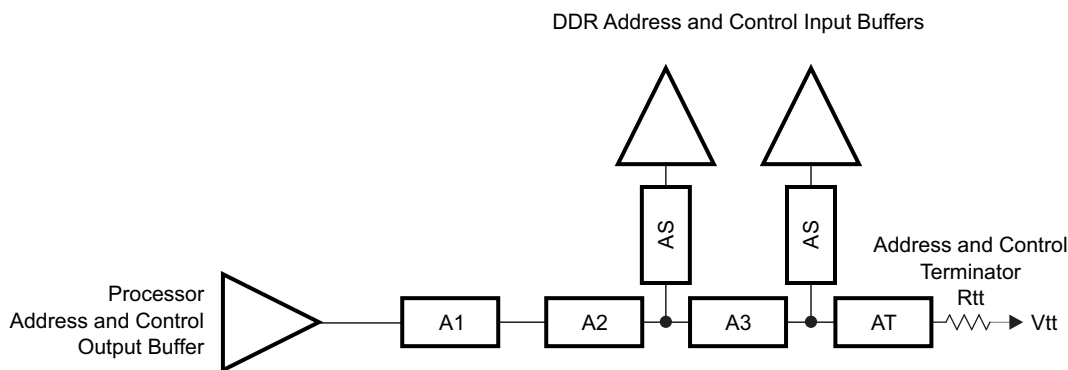 DDR Address and Control Input Buffers
AS
AS
Address and Control
Terminator
Rtt
Processor
Address and Control
Output Buffer
A1
A2
A3
AT
Vtt